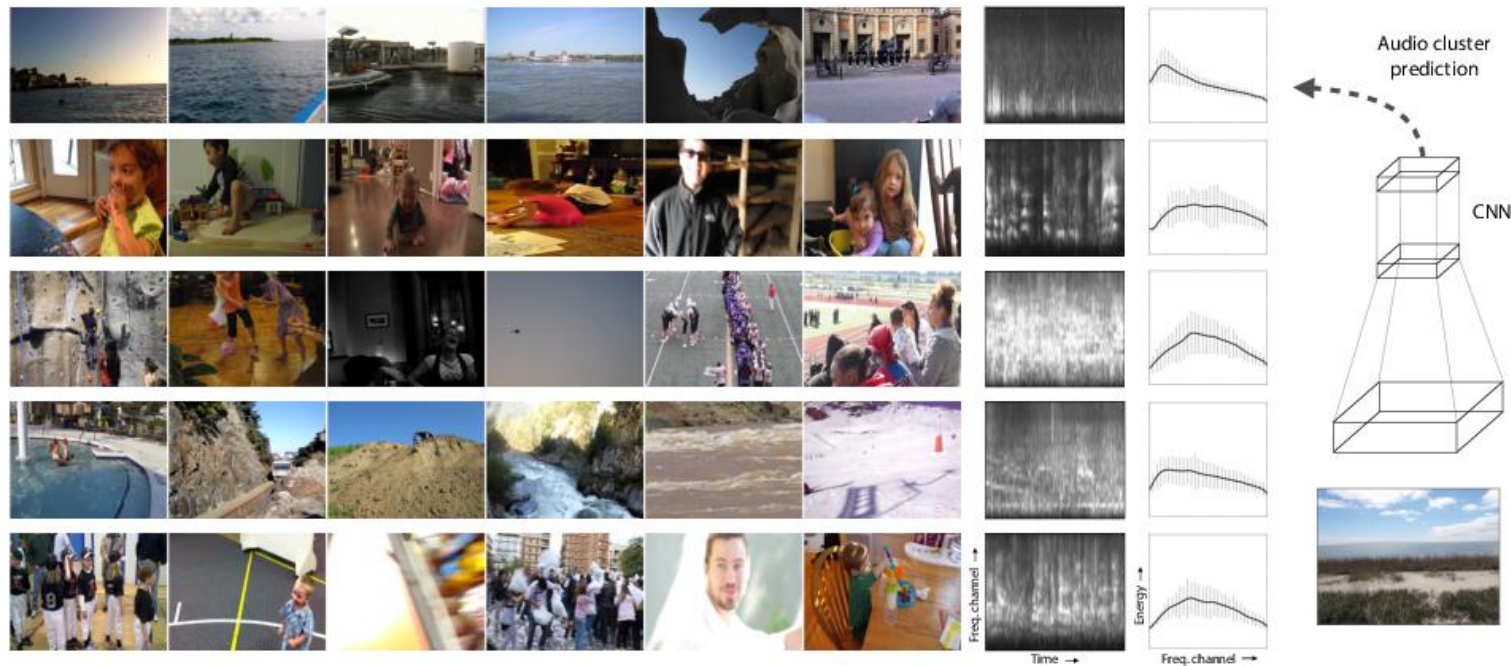 Audio cluster
prediction
CNN
Freq. channel →
Time →
Energy →
Freq. channel →